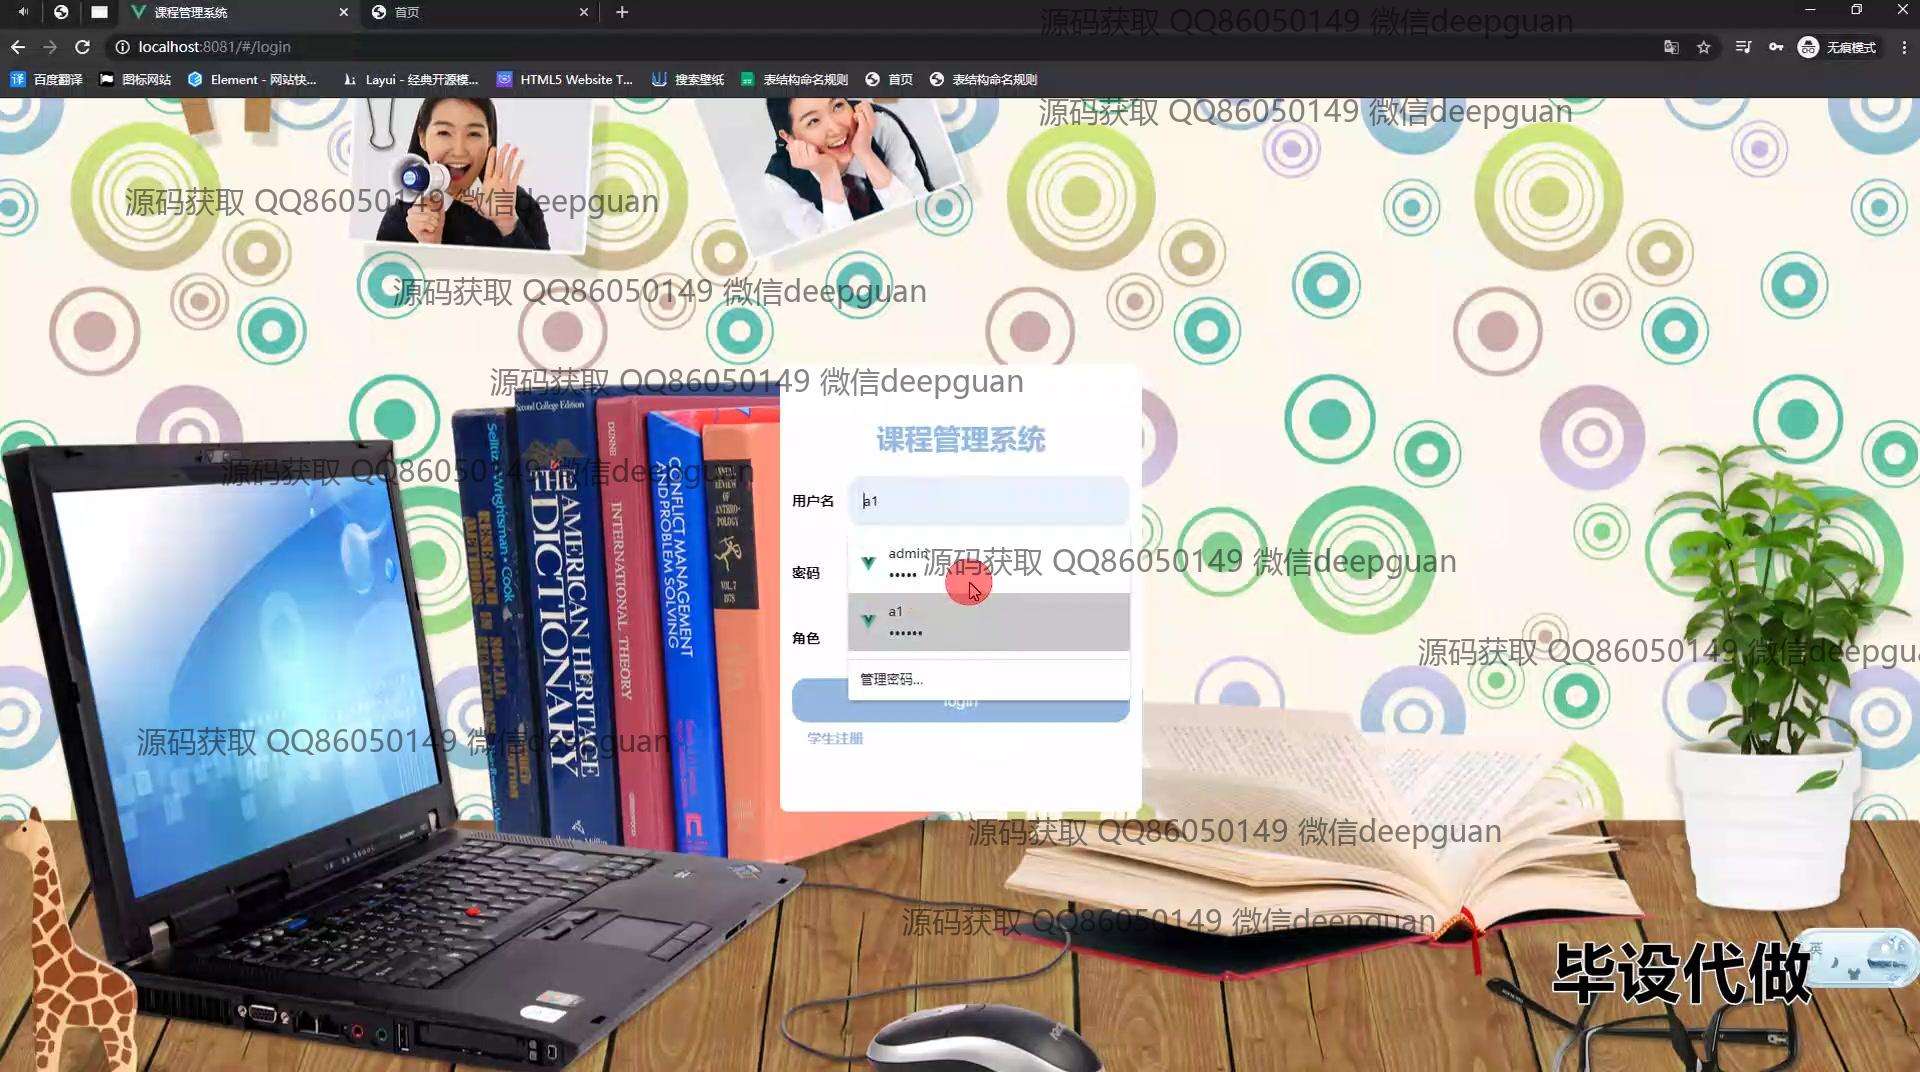 课程管理系统
首页
localhost:8081/#/login
无痕模式
百度翻译
图标网站
Element - 网站快...
Layui - 经典开源模...
HTML5 Website T...
搜索壁纸
表结构命名规则
首页
表结构命名规则
源码获取 QQ86050149 微信deepguan
源码获取 QQ86050149 微信deepguan
源码获取 QQ86050149 微信deepguan
源码获取 QQ86050149 微信deepguan
源码获取 QQ86050149 微信deepguan
Second College Edition
课程管理系统
源码获取 QQ86050149 微信deepguan
用户名
a1
admin
•••••
源码获取 QQ86050149 微信deepguan
密码
a1
••••••
角色
源码获取 QQ86050149 微信deepgu
管理密码...
login
学生注册
源码获取 QQ86050149 微信deepguan
THE AMERICAN HERITAGE
DICTIONARY
DUNNE
INTERNATIONAL THEORY
CONFLICT MANAGEMENT
AND PROBLEM SOLVING
VOL. 7
1978
源码获取 QQ86050149 微信deepguan
源码获取 QQ86050149 微信deepguan
毕设代做
英